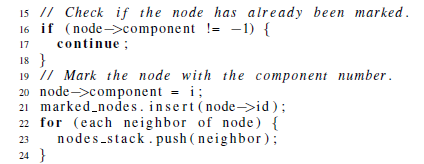 15 // Check if the node has already been marked.
16 if (node->component != -1) {
17 continue;
18 }
19 // Mark the node with the component number.
20 node->component = i;
21 marked_nodes.insert(node->id);
22 for (each neighbor of node) {
23 nodes_stack.push(neighbor);
24 }